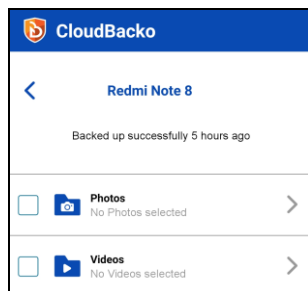 CloudBacko
Redmi Note 8
Backed up successfully 5 hours ago
Photos
No Photos selected
Videos
No Videos selected